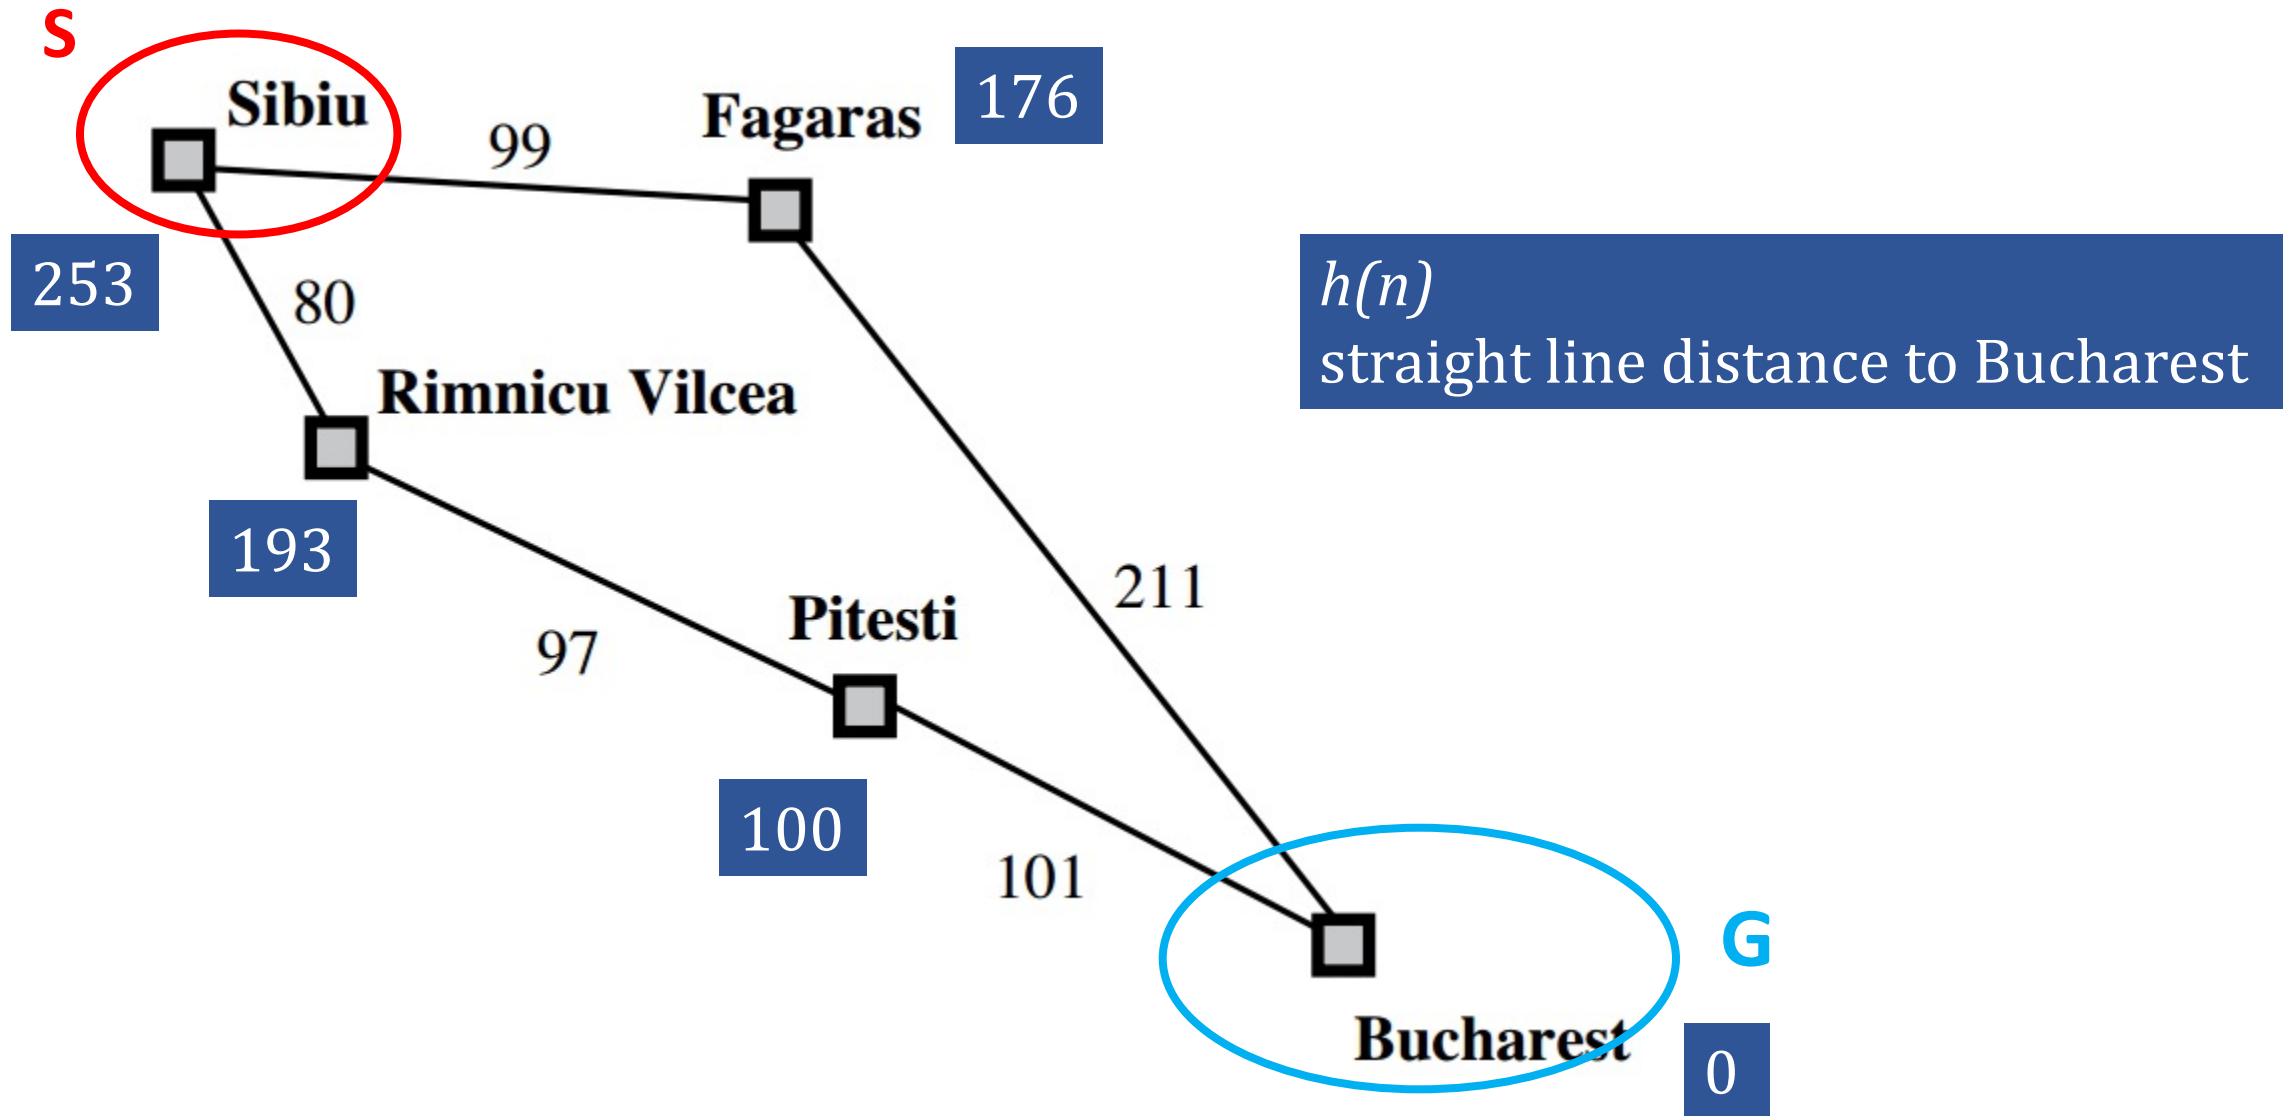 S
Sibiu
99
Fagaras
176
253
80
h(n)
straight line distance to Bucharest
Rimnicu Vilcea
193
97
Pitesti
211
100
101
G
Bucharest
0